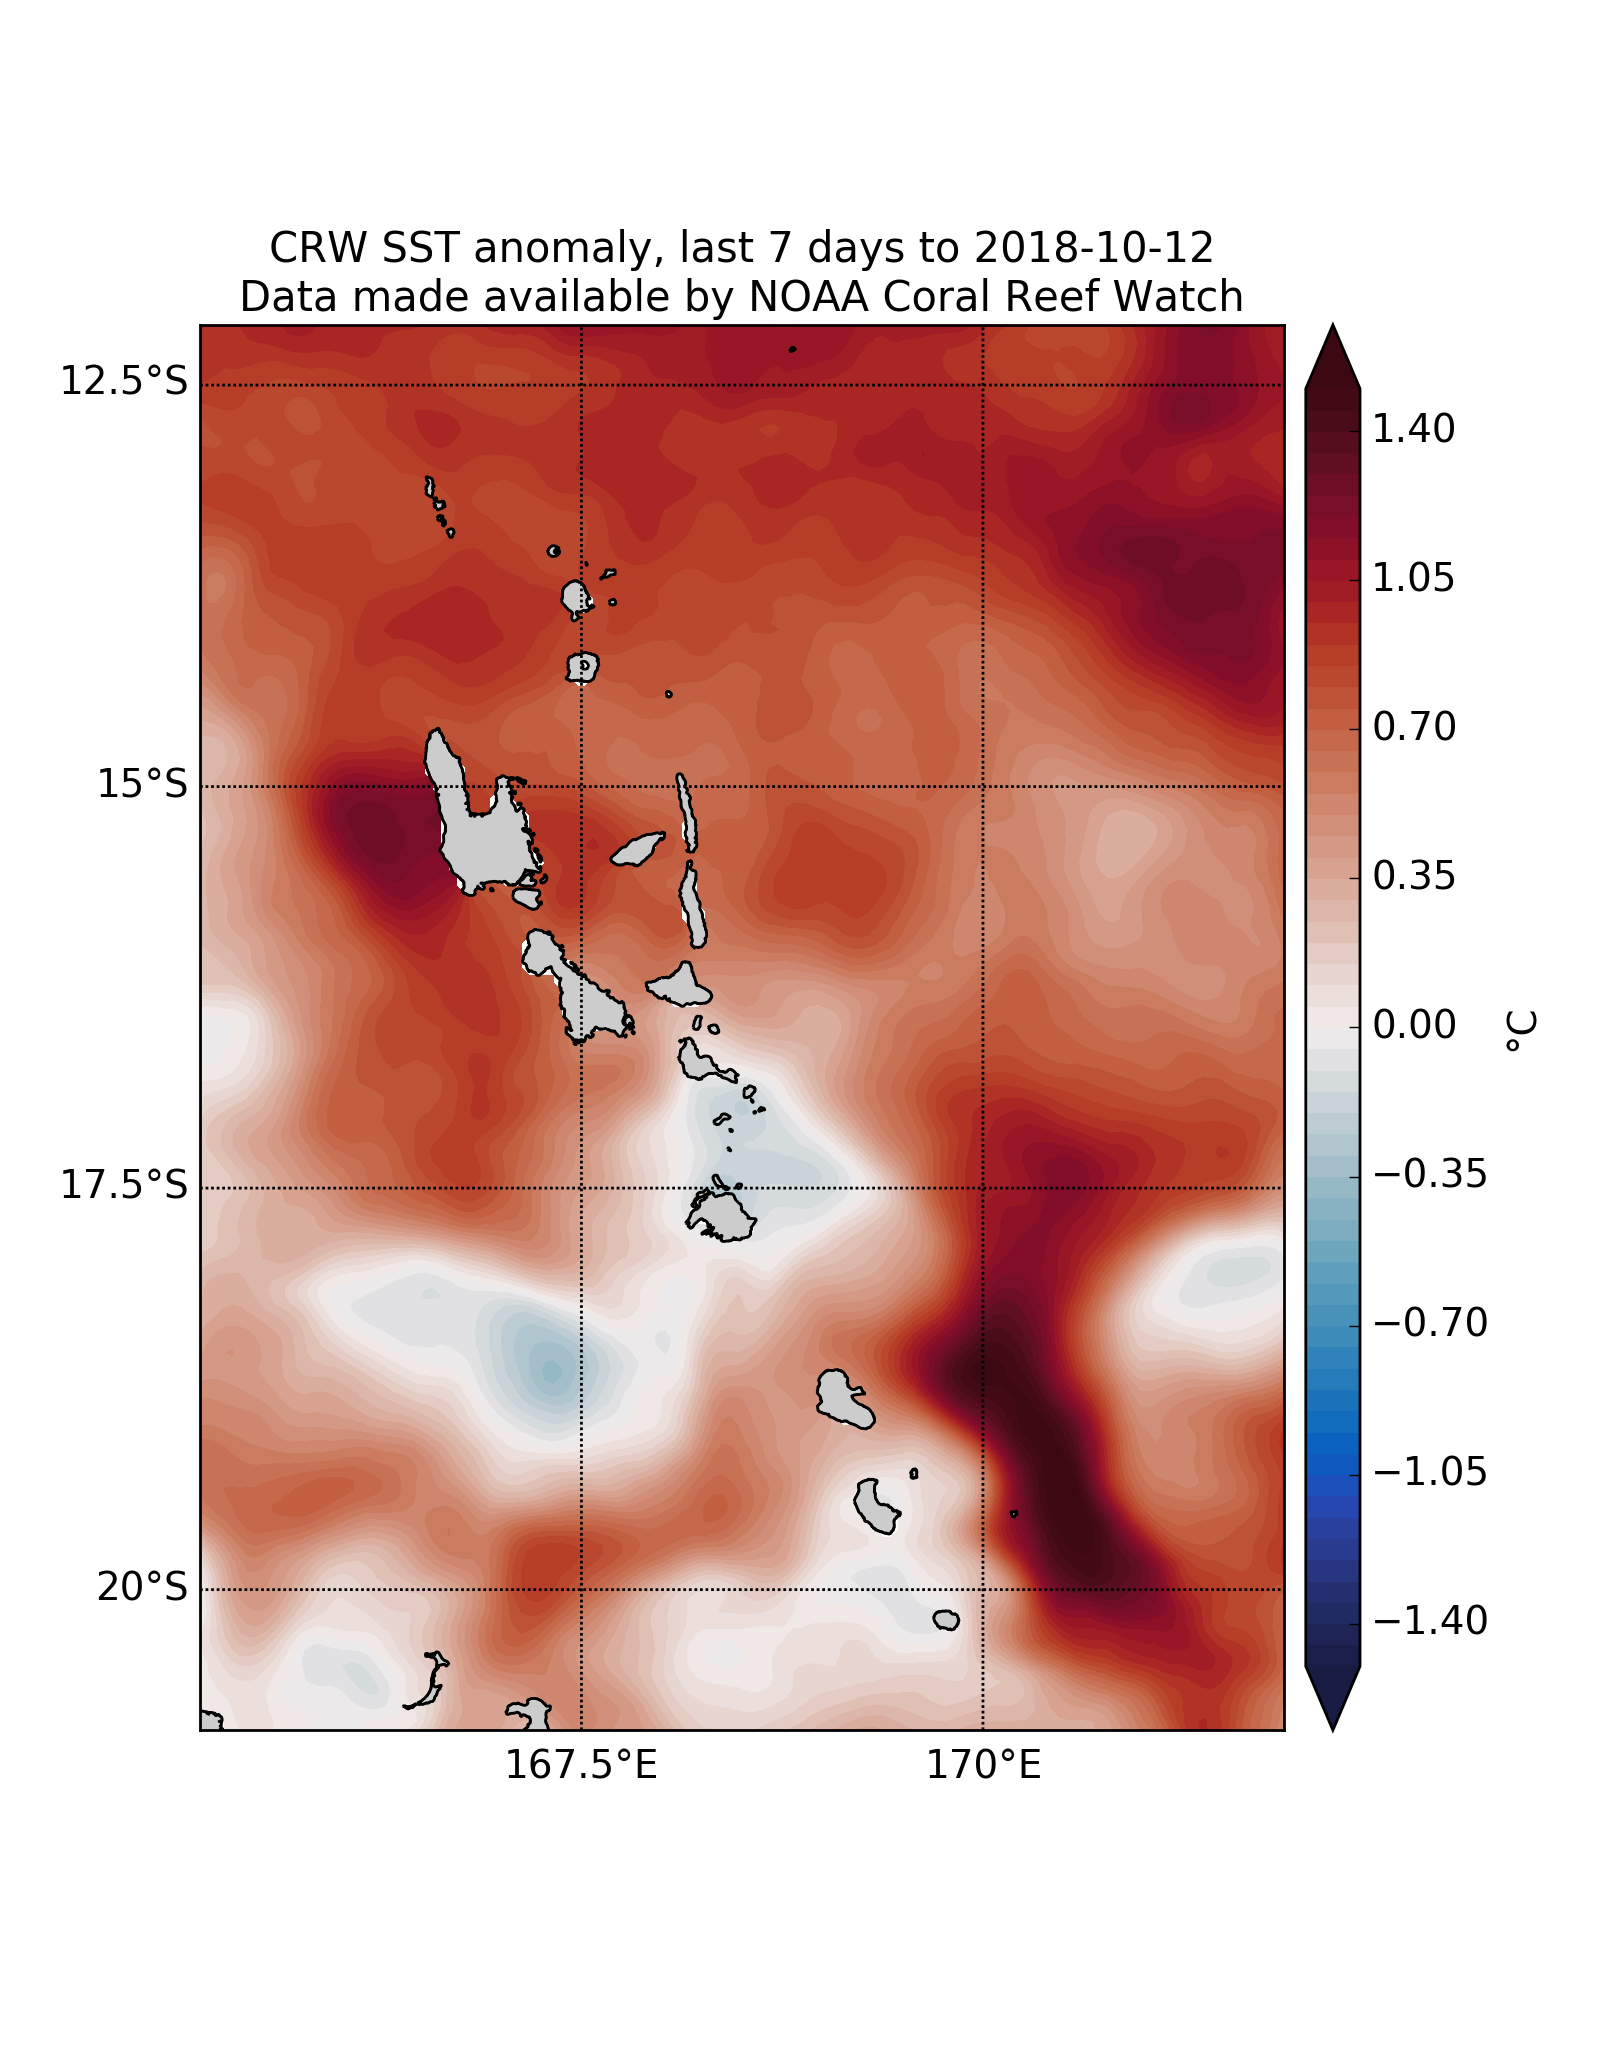 CRW SST anomaly, last 7 days to 2018-10-12
Data made available by NOAA Coral Reef Watch
12.5°S
15°S
17.5°S
20°S
167.5°E
170°E
1.40
1.05
0.70
0.35
0.00
−0.35
−0.70
−1.05
−1.40
°C